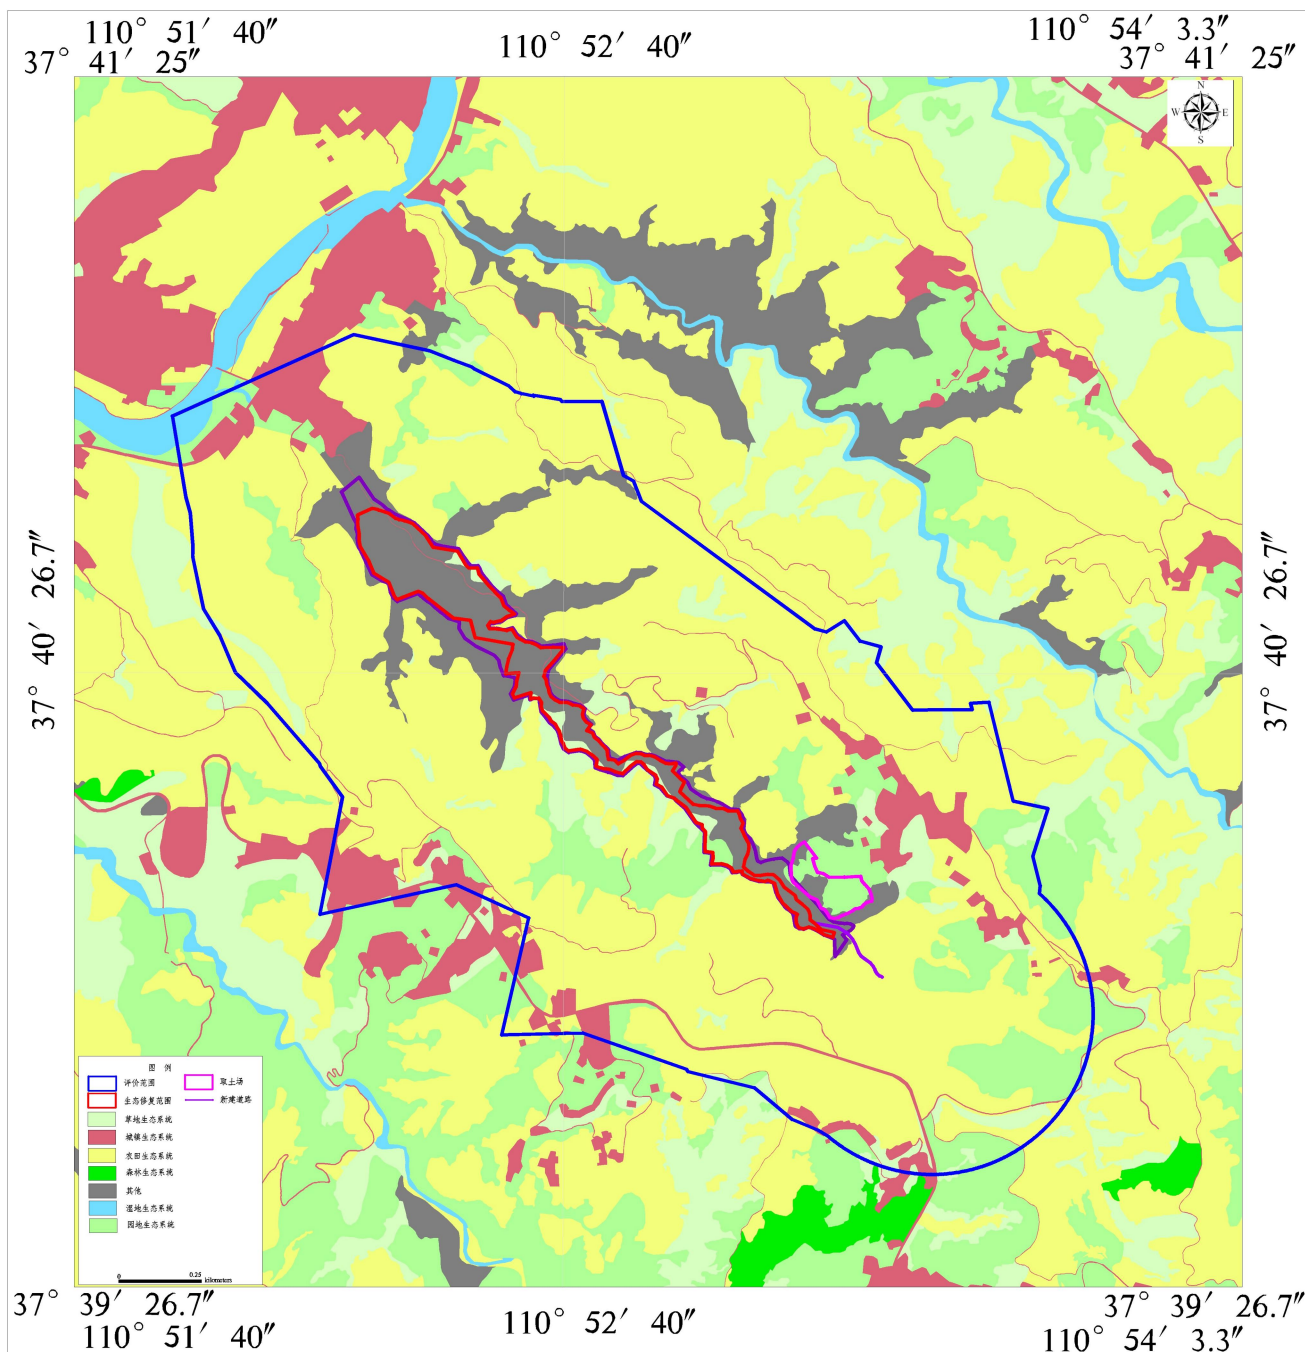 110° 51′ 40″
110° 52′ 40″
110° 54′ 3.3″
37° 41′ 25″
37° 41′ 25″
N
W E
S
37° 40′ 26.7″
37° 40′ 26.7″
图 例
评价范围
取土场
生态修复范围
新建道路
草地生态系统
城镇生态系统
农田生态系统
森林生态系统
其他
湿地生态系统
园地生态系统
0 0.25
kilometers
37° 39′ 26.7″
37° 39′ 26.7″
110° 51′ 40″
110° 52′ 40″
110° 54′ 3.3″